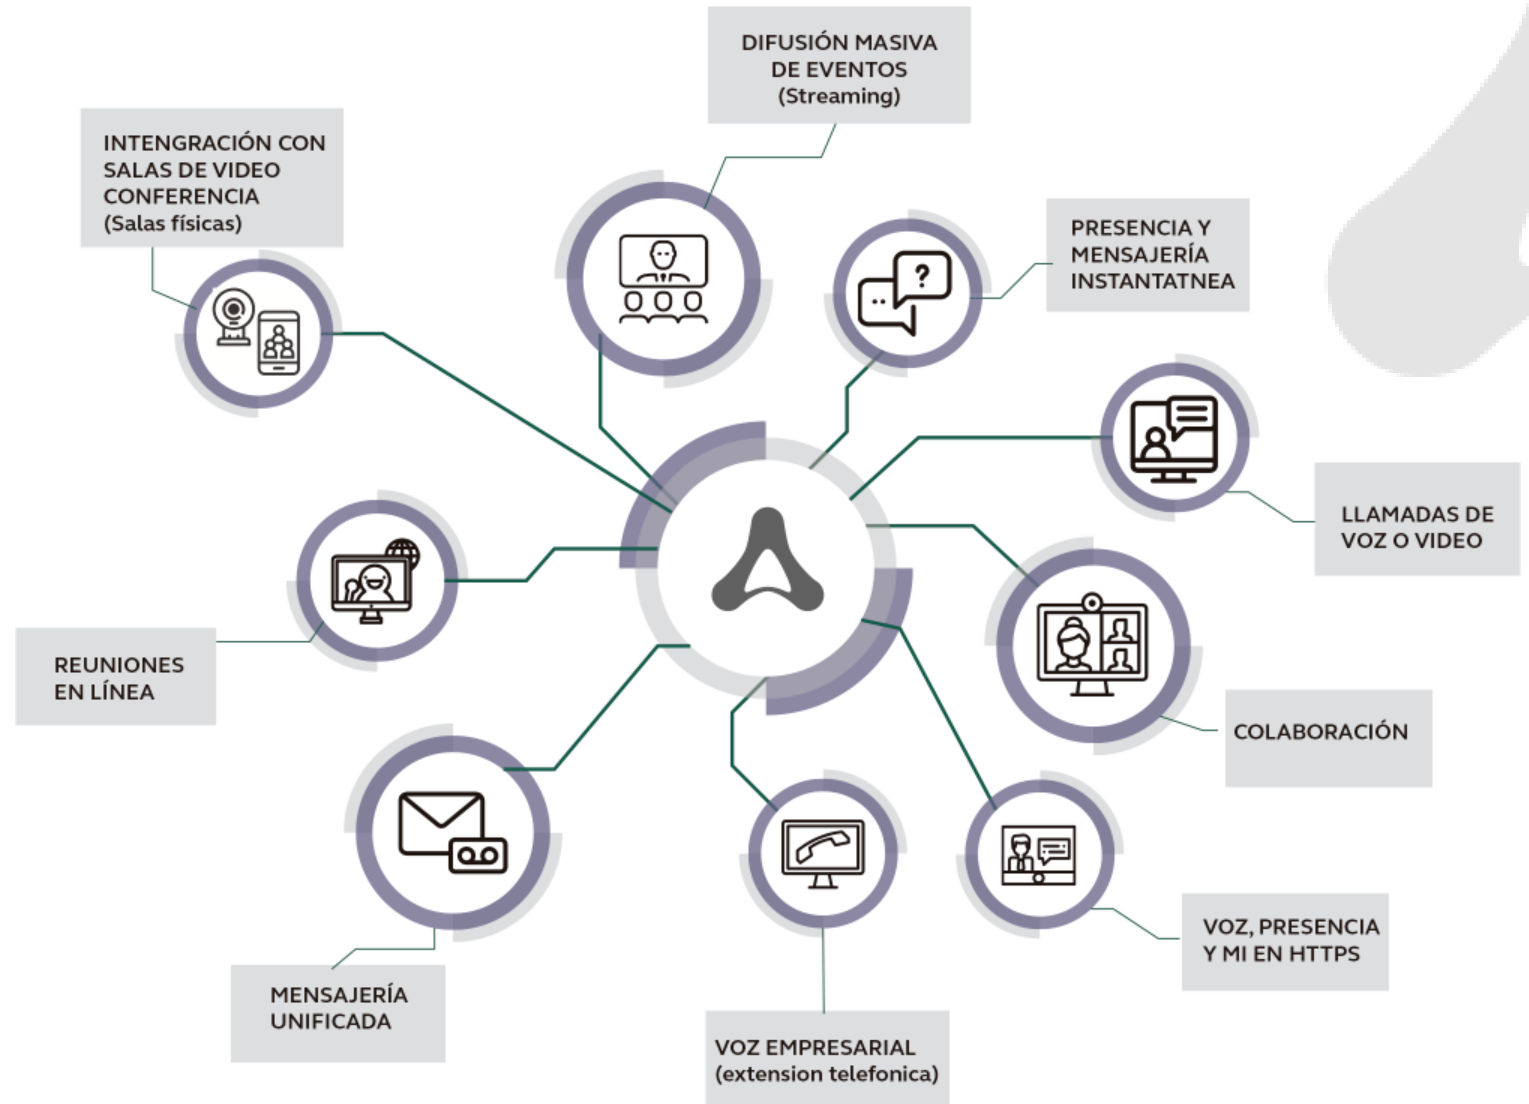 DIFUSIÓN MASIVA
DE EVENTOS
(Streaming)
INTENGRACIÓN CON
SALAS DE VIDEO
CONFERENCIA
(Salas físicas)
PRESENCIA Y
MENSAJERÍA
INSTANTATNEA
?
LLAMADAS DE
VOZ O VIDEO
REUNIONES
EN LÍNEA
COLABORACIÓN
VOZ, PRESENCIA
Y MI EN HTTPS
MENSAJERÍA
UNIFICADA
VOZ EMPRESARIAL
(extension telefonica)